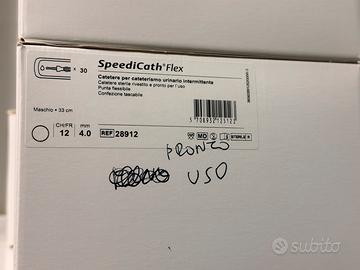 SpeediCath® Flex
x 30
Catetere per cateterismo urinario intermittente
Catetere sterile rivestito e pronto per l'uso
Punta flessibile
Confezione tascabile
Maschio • 33 cm
CH/FR mm
12 4.0
REF 28912
MD STERILE R
PRONTO
USO
subito